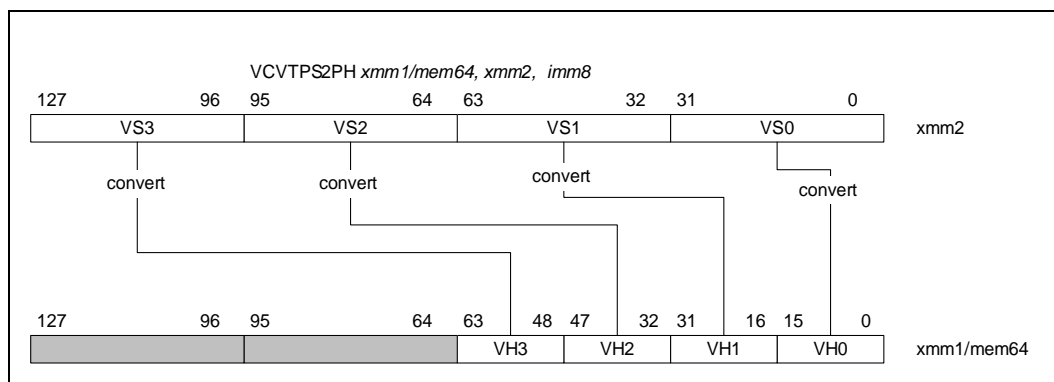 VCVTPS2PH xmm1/mem64, xmm2, imm8
127 96 95 64 63 32 31 0
VS3 VS2 VS1 VS0 xmm2
convert convert convert convert
127 96 95 64 63 48 47 32 31 16 15 0
VH3 VH2 VH1 VH0 xmm1/mem64